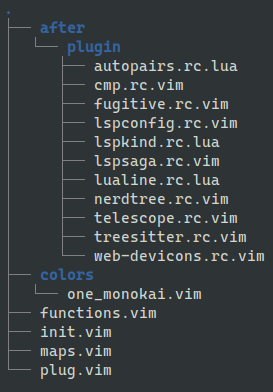 .
├── after
│   └── plugin
│       ├── autopairs.rc.lua
│       ├── cmp.rc.vim
│       ├── fugitive.rc.vim
│       ├── lspconfig.rc.vim
│       ├── lspkind.rc.lua
│       ├── lspsaga.rc.vim
│       ├── lualine.rc.lua
│       ├── nerdtree.rc.vim
│       ├── telescope.rc.vim
│       ├── treesitter.rc.vim
│       └── web-devicons.rc.vim
├── colors
│   └── one_monokai.vim
├── functions.vim
├── init.vim
├── maps.vim
└── plug.vim